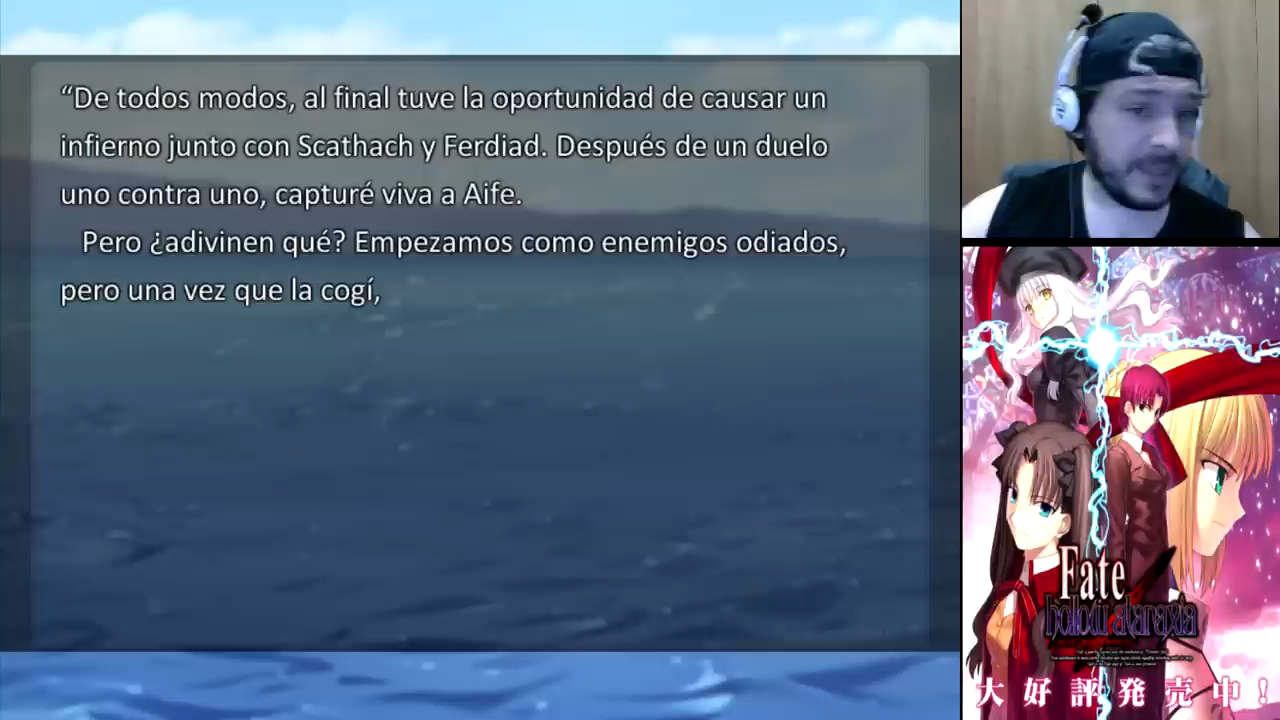 “De todos modos, al final tuve la oportunidad de causar un
infierno junto con Scathach y Ferdiad. Después de un duelo
uno contra uno, capturé viva a Aife.
Pero ¿adivinen qué? Empezamos como enemigos odiados,
pero una vez que la cogí,
Fate
hollow ataraxia
大好評発売中!